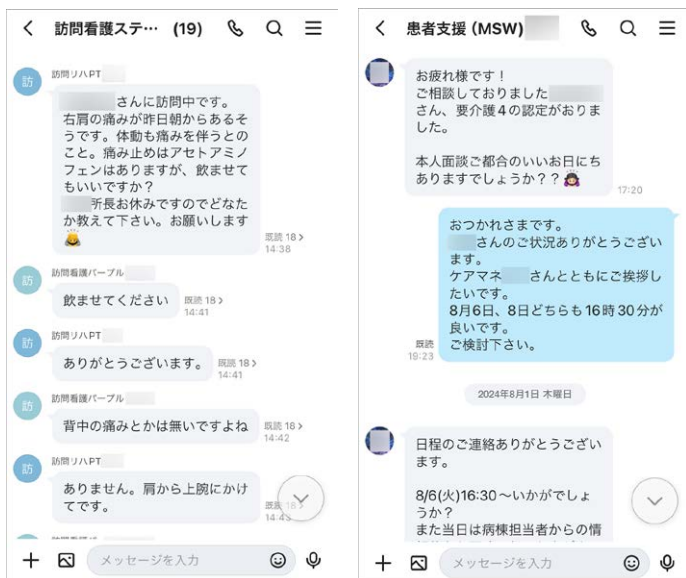 訪問看護ステ… (19)
訪
訪問リハPT
さんに訪問中です。
右肩の痛みが昨日朝からあるそ
うです。体動も痛みを伴うとの
こと。痛み止めはアセトアミノ
フェンはありますが、飲ませて
もいいですか？
所長お休みですのでどなた
か教えて下さい。お願いします
🙇
既読 18 >
14:38
訪
訪問看護パープル
飲ませてください
既読 18 >
14:41
訪
訪問リハPT
ありがとうございます。
既読 18 >
14:41
訪
訪問看護パープル
背中の痛みとかは無いですよね
既読 18 >
14:42
訪
訪問リハPT
ありません。肩から上腕にかけ
てです。
14:43
訪
メッセージを入力
患者支援（MSW）
お疲れ様です！
ご相談しておりました
さん、要介護4の認定がおりま
した。
本人面談ご都合のいいお日にち
ありますでしょうか？？🙇
17:20
おつかれさまです。
さんのご状況ありがとうござい
ます。
ケアマネ さんとともにご挨拶し
たいです。
8月6日、8日どちらも16時30分が
良いです。
ご検討下さい。
既読
19:23
2024年8月1日 木曜日
日程のご連絡ありがとうござい
ます。
8/6(火)16:30〜いかがでしょ
うか？
また当日は病棟担当者からの情
メッセージを入力